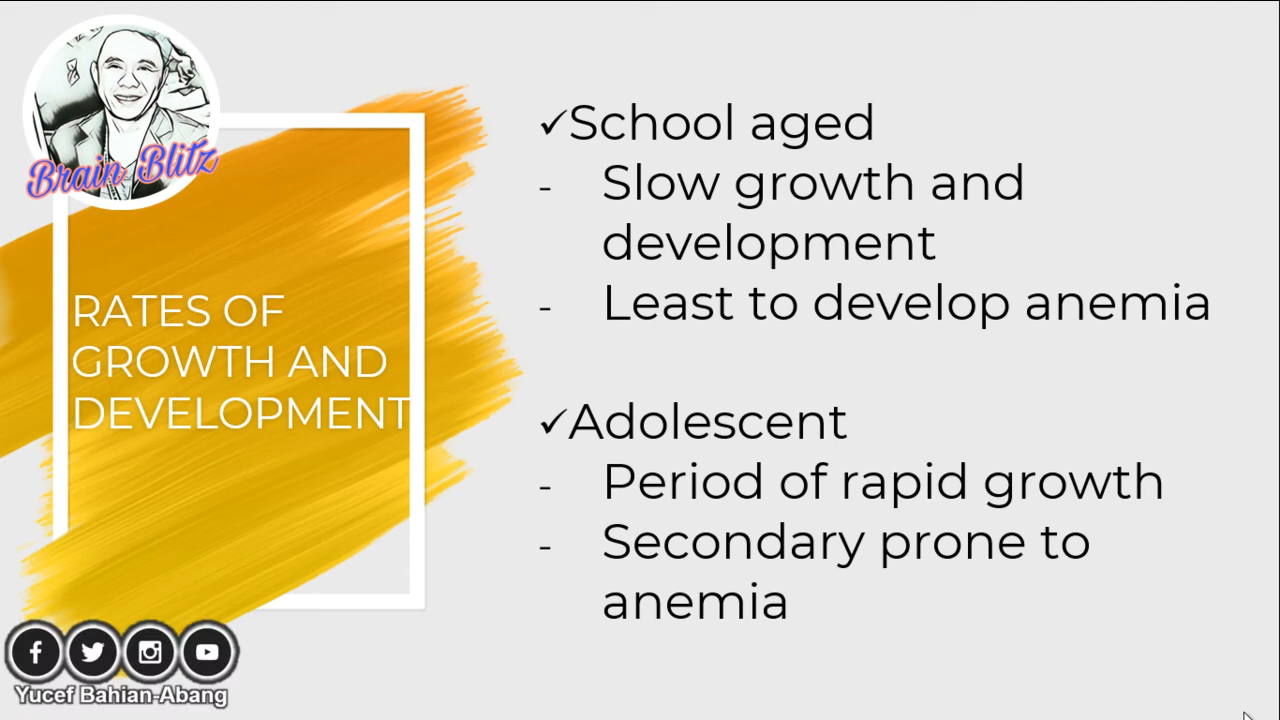 Brain Blitz
RATES OF
GROWTH AND
DEVELOPMENT
✓School aged
- Slow growth and
development
- Least to develop anemia
✓Adolescent
- Period of rapid growth
- Secondary prone to
anemia
Yucef Bahian-Abang